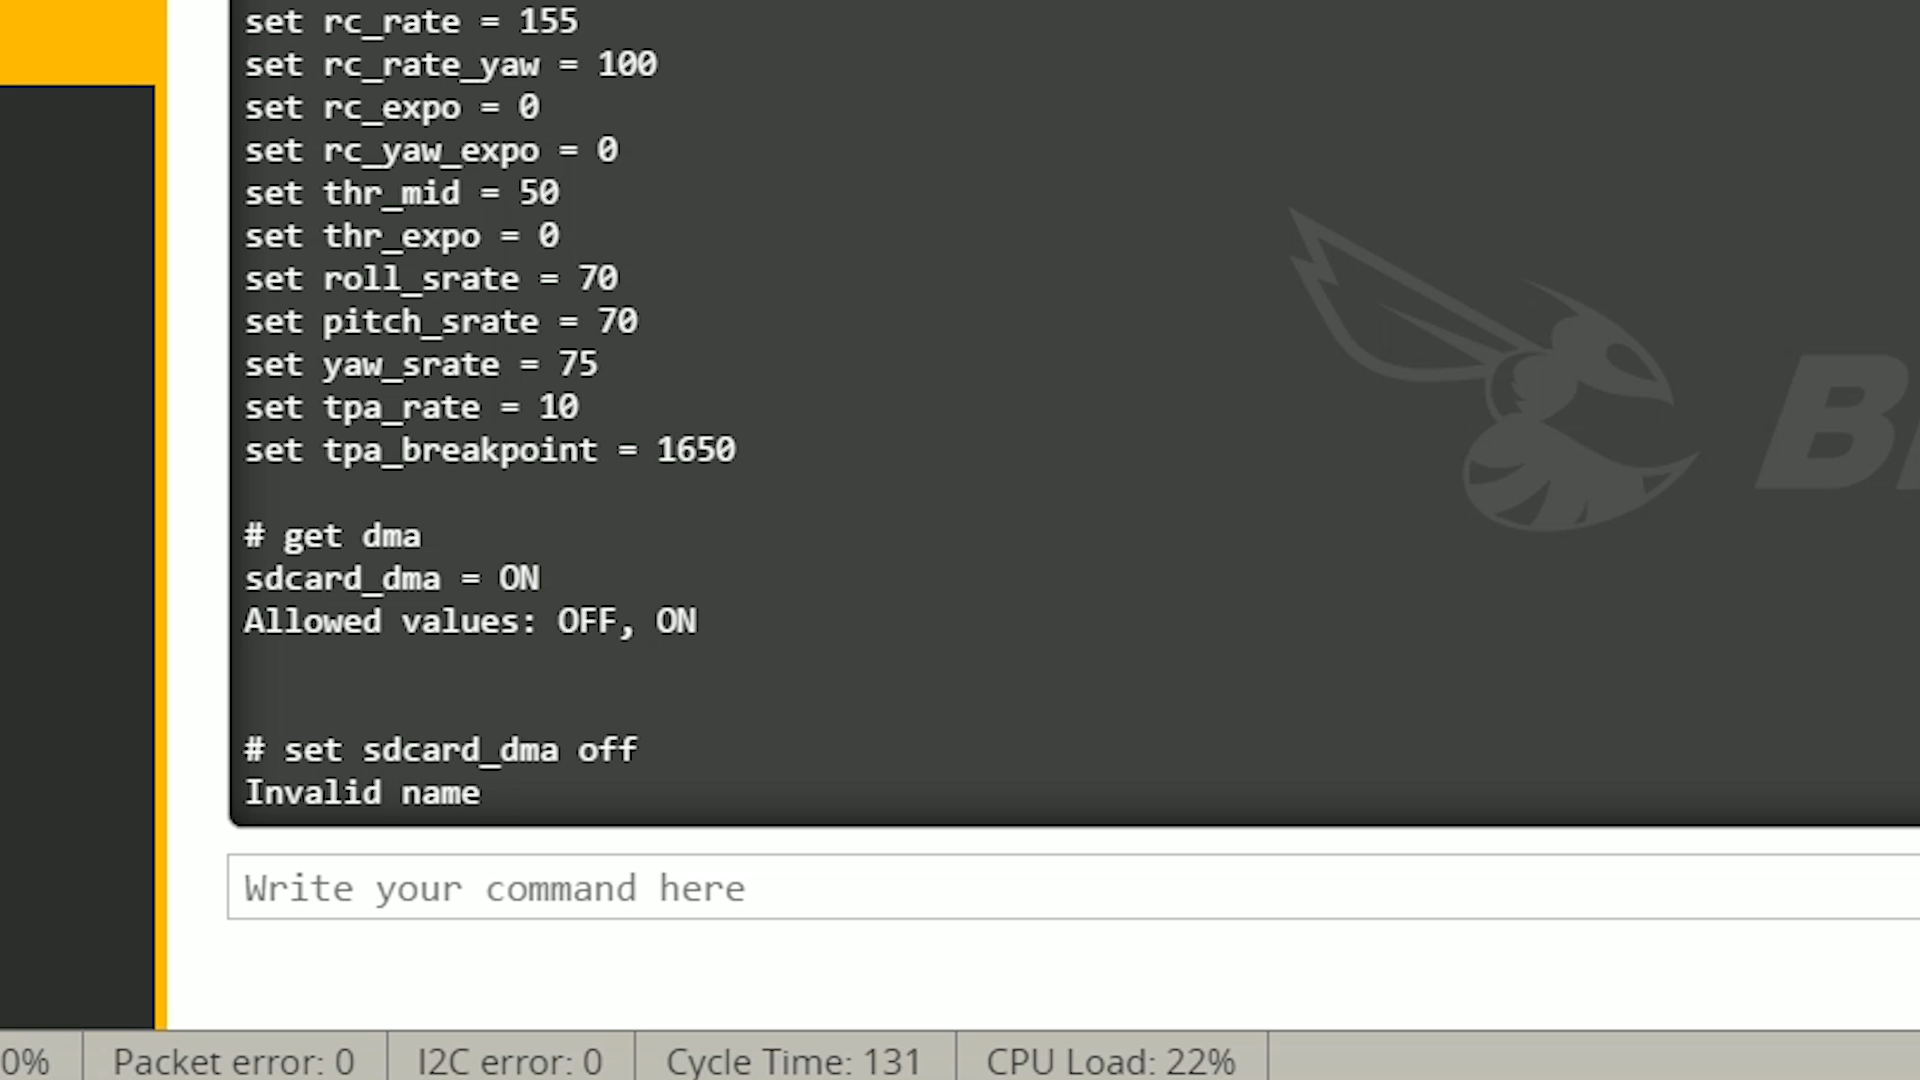 set rc_rate = 155
set rc_rate_yaw = 100
set rc_expo = 0
set rc_yaw_expo = 0
set thr_mid = 50
set thr_expo = 0
set roll_srate = 70
set pitch_srate = 70
set yaw_srate = 75
set tpa_rate = 10
set tpa_breakpoint = 1650
# get dma
sdcard_dma = ON
Allowed values: OFF, ON
# set sdcard_dma off
Invalid name
Write your command here
0% Packet error: 0 I2C error: 0 Cycle Time: 131 CPU Load: 22%